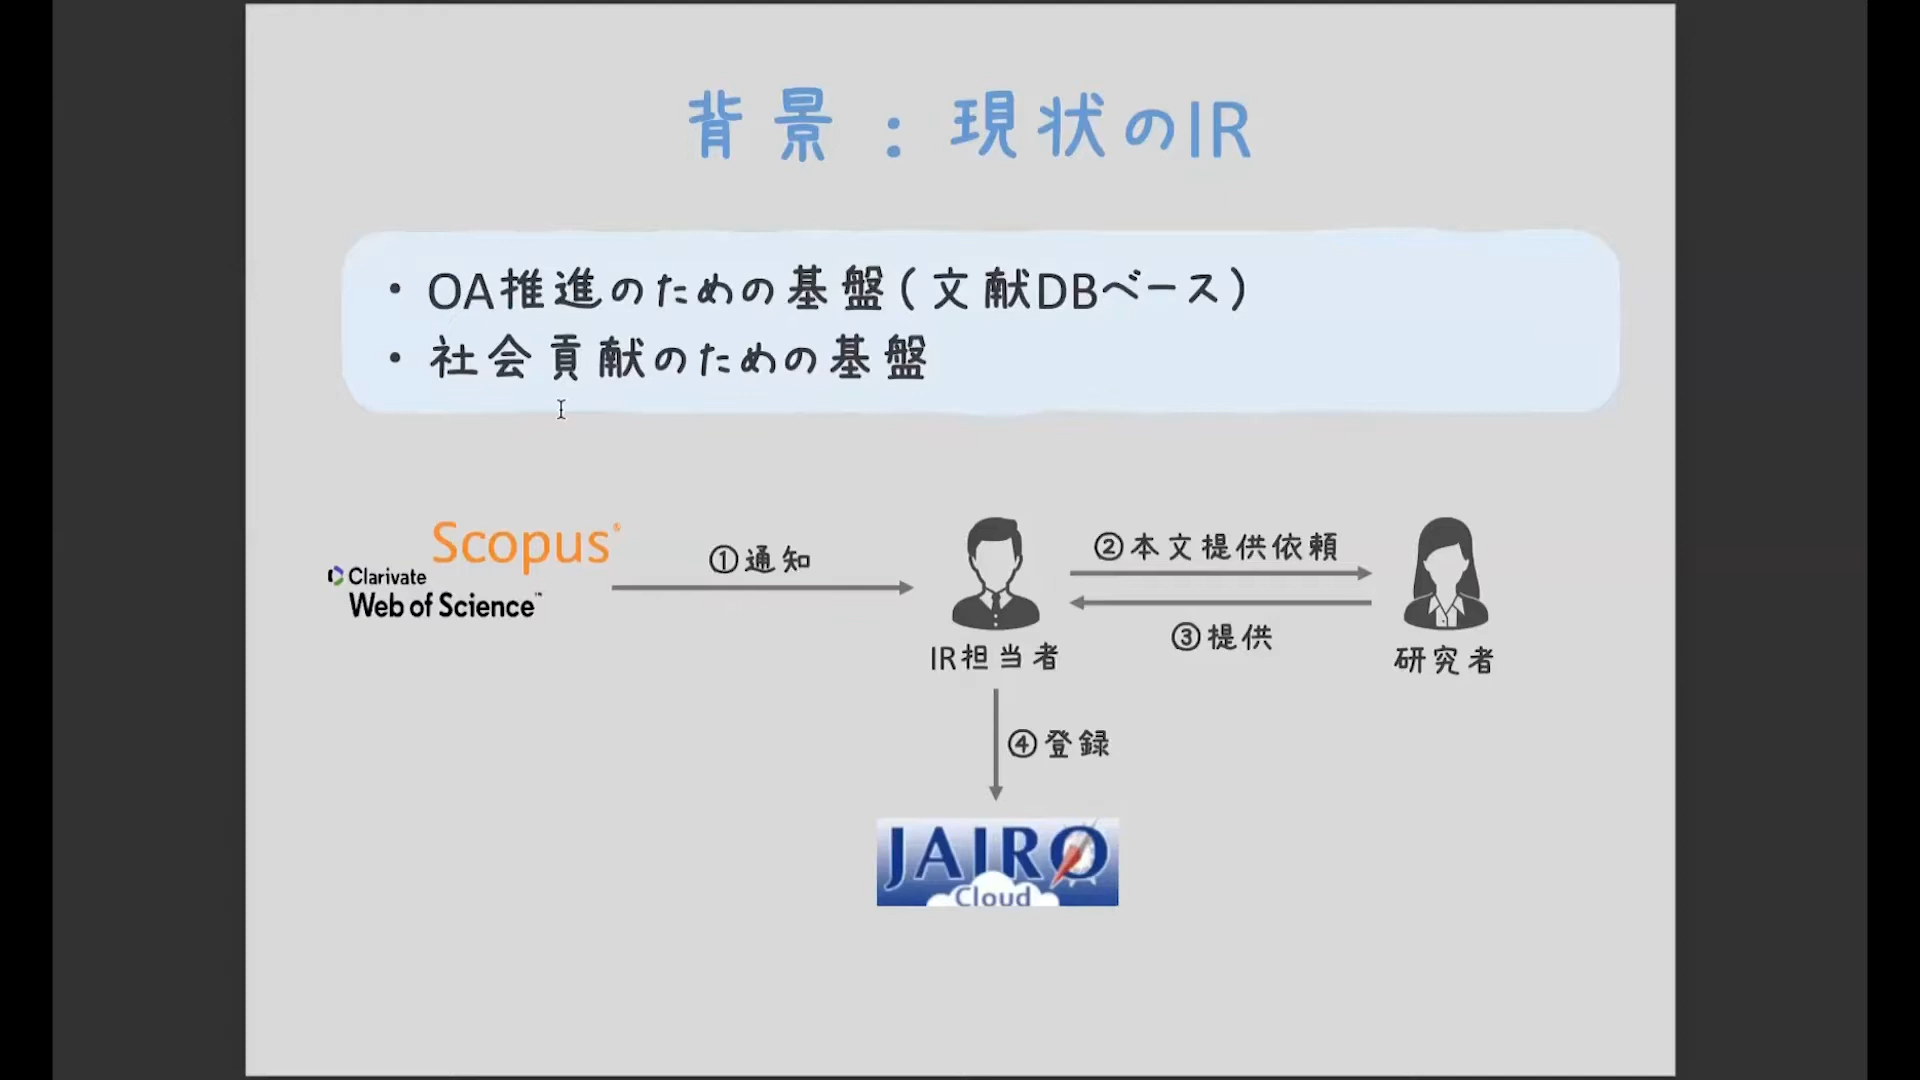 背景：現状のIR
・OA推進のための基盤(文献DBベース)
・社会貢献のための基盤
Scopus®
Clarivate
Web of Science™
①通知
②本文提供依頼
③提供
IR担当者
研究者
④登録
JAIRO
Cloud